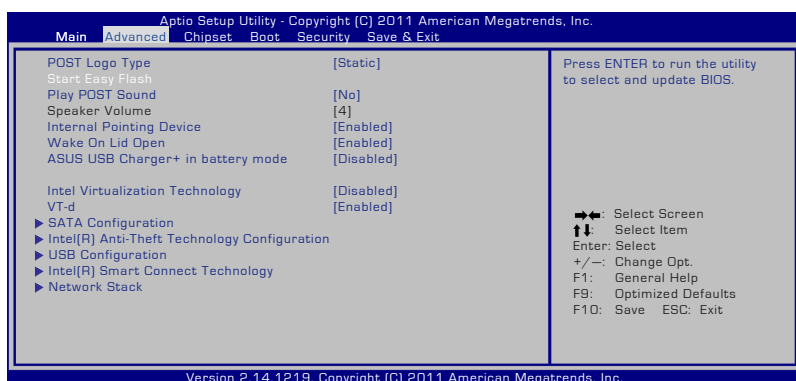 Aptio Setup Utility - Copyright (C) 2011 American Megatrends, Inc.
Main Advanced Chipset Boot Security Save & Exit
POST Logo Type [Static]
Start Easy Flash
Play POST Sound [No]
Speaker Volume [4]
Internal Pointing Device [Enabled]
Wake On Lid Open [Enabled]
ASUS USB Charger+ in battery mode [Disabled]
Intel Virtualization Technology [Disabled]
VT-d [Enabled]
SATA Configuration
Intel(R) Anti-Theft Technology Configuration
USB Configuration
Intel(R) Smart Connect Technology
Network Stack
Press ENTER to run the utility
to select and update BIOS.
→←: Select Screen
↑↓: Select Item
Enter: Select
+/—: Change Opt.
F1: General Help
F9: Optimized Defaults
F10: Save ESC: Exit
Version 2.14.1219. Copyright (C) 2011 American Megatrends, Inc.